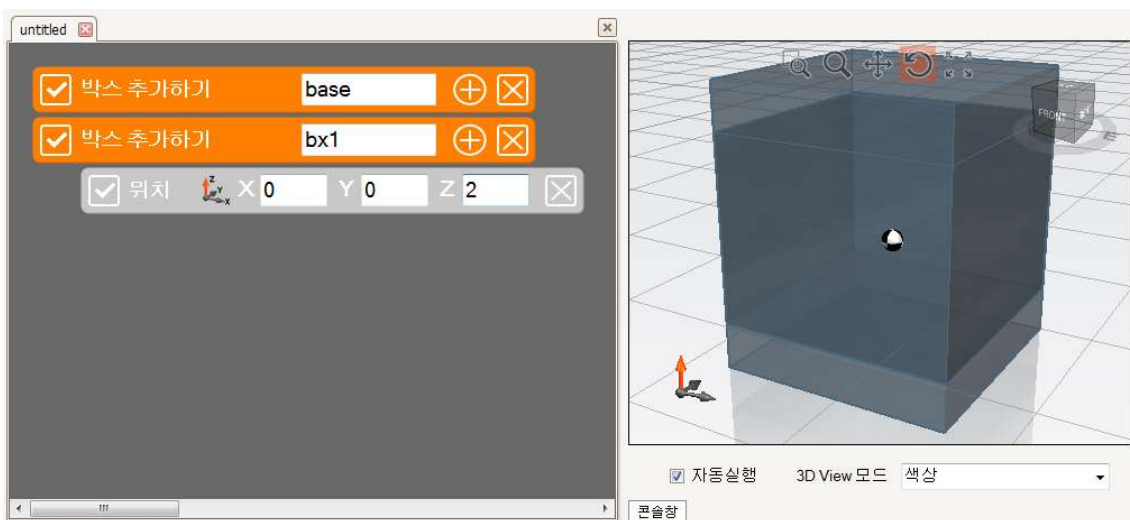 untitled
박스 추가하기 base
박스 추가하기 bx1
위치 Z Y X X 0 Y 0 Z 2
FRONT
자동실행 3D View 모드 색상
콘솔창